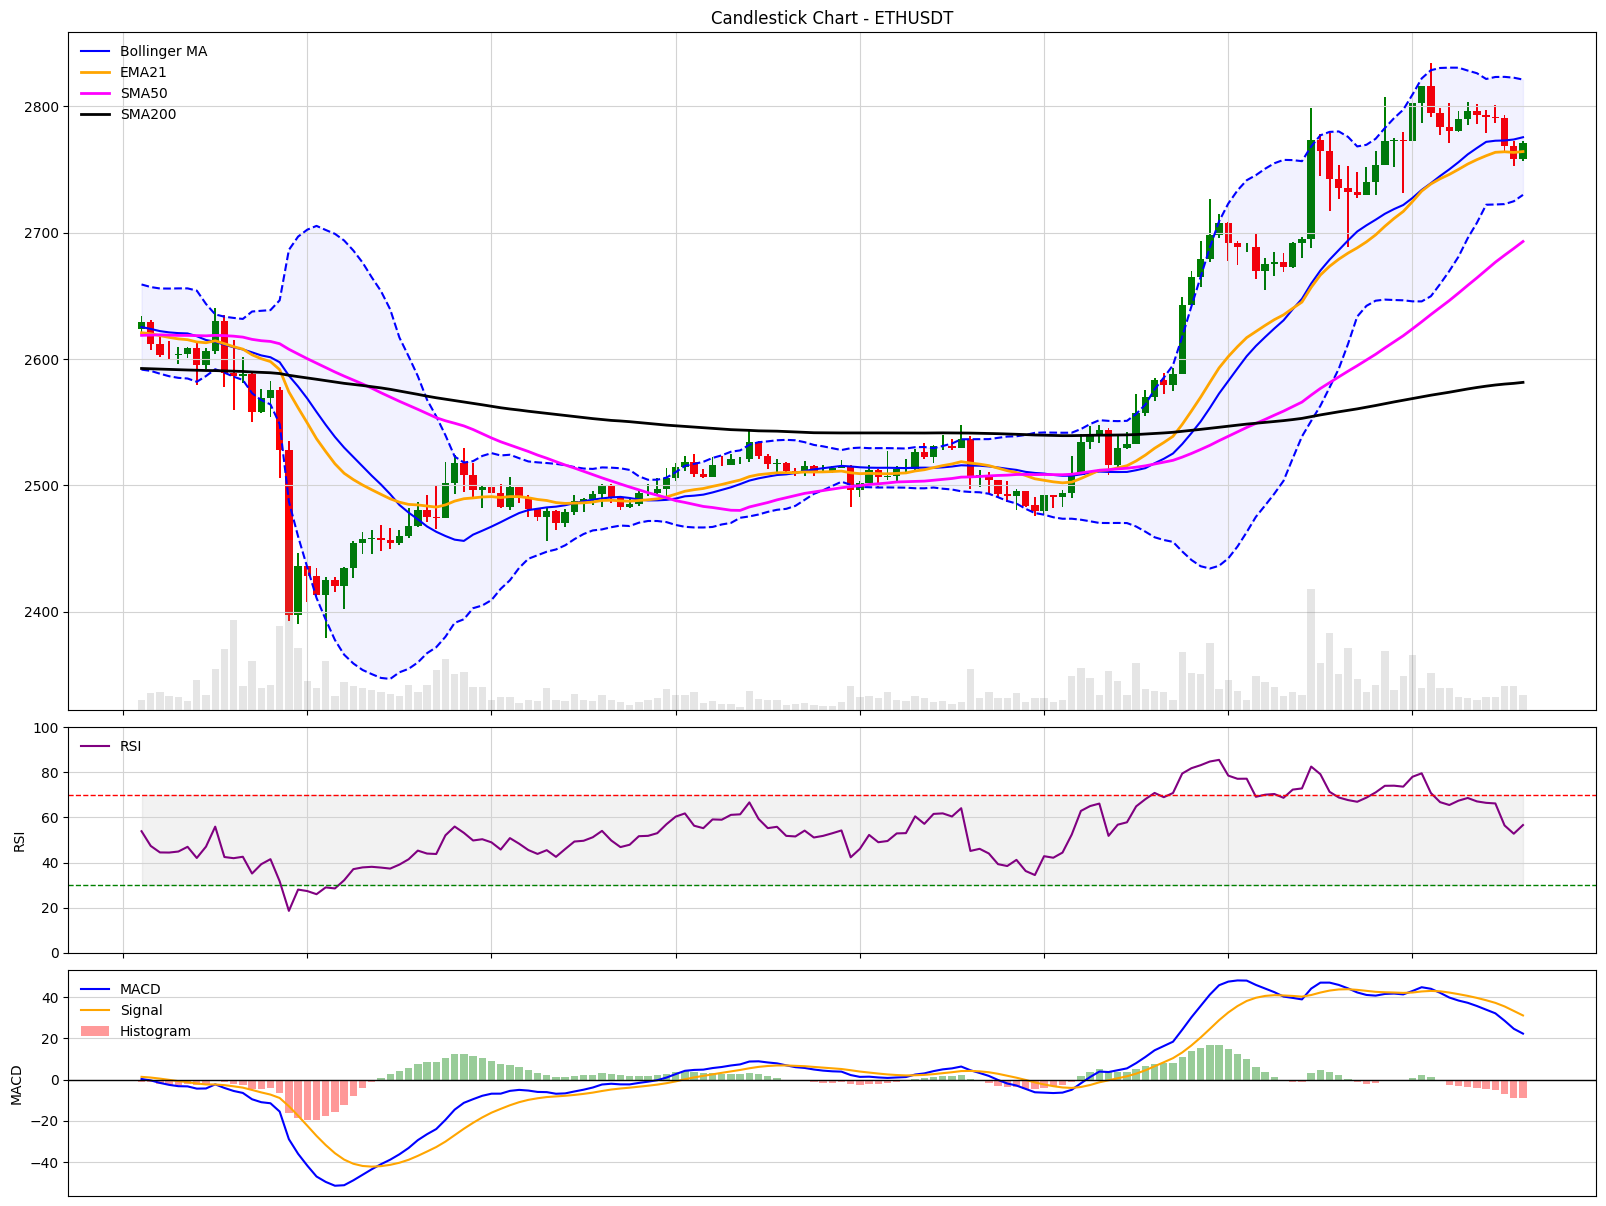 Candlestick Chart - ETHUSDT
Bollinger MA
EMA21
SMA50
SMA200
2800
2700
2600
2500
2400
RSI
100
80
60
40
20
0
RSI
MACD
Signal
Histogram
40
20
0
−20
−40
MACD